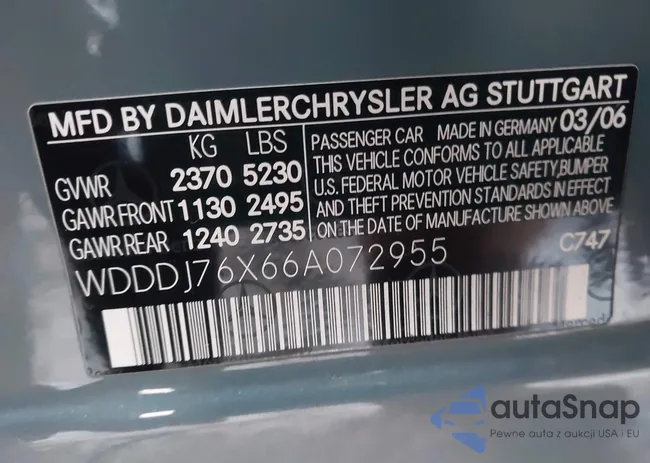 MFD BY DAIMLERCHRYSLER AG STUTTGART
KG LBS
GVWR 2370 5230
GAWR FRONT 1130 2495
GAWR REAR 1240 2735
PASSENGER CAR MADE IN GERMANY 03/06
THIS VEHICLE CONFORMS TO ALL APPLICABLE
U.S. FEDERAL MOTOR VEHICLE SAFETY,BUMPER
AND THEFT PREVENTION STANDARDS IN EFFECT
ON THE DATE OF MANUFACTURE SHOWN ABOVE.
WDDDJ76X66A072955
C747
autaSnap
Pewne auta z aukcji USA i EU